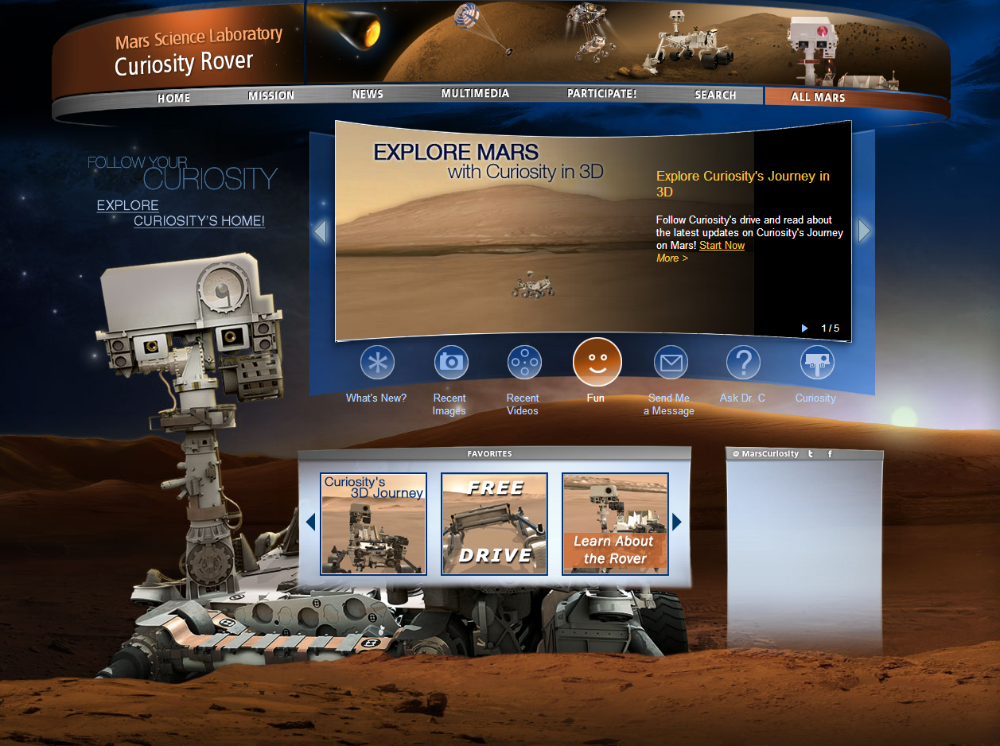 Mars Science Laboratory
Curiosity Rover
HOME
MISSION
NEWS
MULTIMEDIA
PARTICIPATE!
SEARCH
ALL MARS
FOLLOW YOUR
CURIOSITY
EXPLORE
CURIOSITY'S HOME!
EXPLORE MARS
with Curiosity in 3D
Explore Curiosity's Journey in
3D
Follow Curiosity's drive and read about
the latest updates on Curiosity's Journey
on Mars! Start Now
More >
1 / 5
What's New?
Recent
Images
Recent
Videos
Fun
Send Me
a Message
Ask Dr. C
Curiosity
FAVORITES
Curiosity's
3D Journey
FREE
DRIVE
Learn About
the Rover
@MarsCuriosity t f